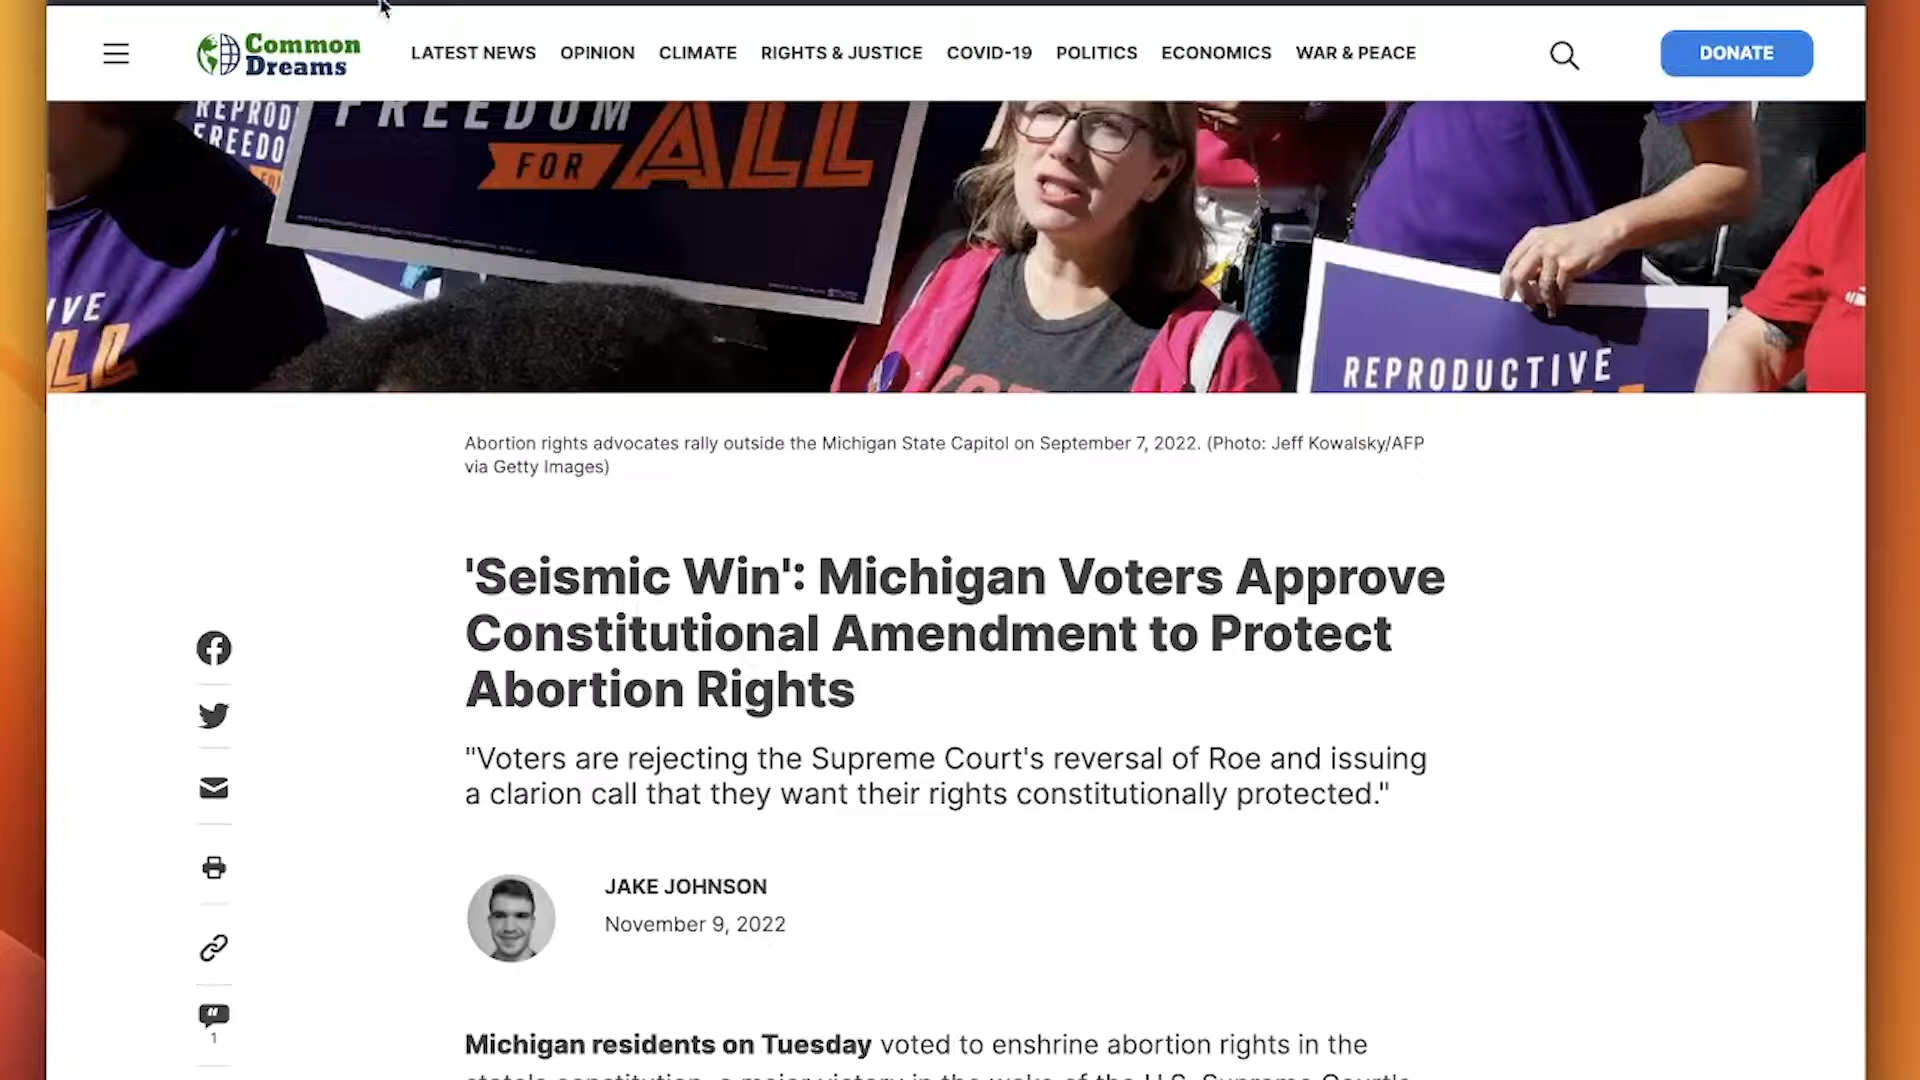 Common
Dreams
LATEST NEWS OPINION CLIMATE RIGHTS & JUSTICE COVID-19 POLITICS ECONOMICS WAR & PEACE
DONATE
REPROD
FREEDO
FREEDOM
FOR ALL
IVE
LL
REPRODUCTIVE
Abortion rights advocates rally outside the Michigan State Capitol on September 7, 2022. (Photo: Jeff Kowalsky/AFP
via Getty Images)
'Seismic Win': Michigan Voters Approve
Constitutional Amendment to Protect
Abortion Rights
"Voters are rejecting the Supreme Court's reversal of Roe and issuing
a clarion call that they want their rights constitutionally protected."
JAKE JOHNSON
November 9, 2022
1
Michigan residents on Tuesday voted to enshrine abortion rights in the
state's constitution, a major victory in the wake of the U.S. Supreme Court's